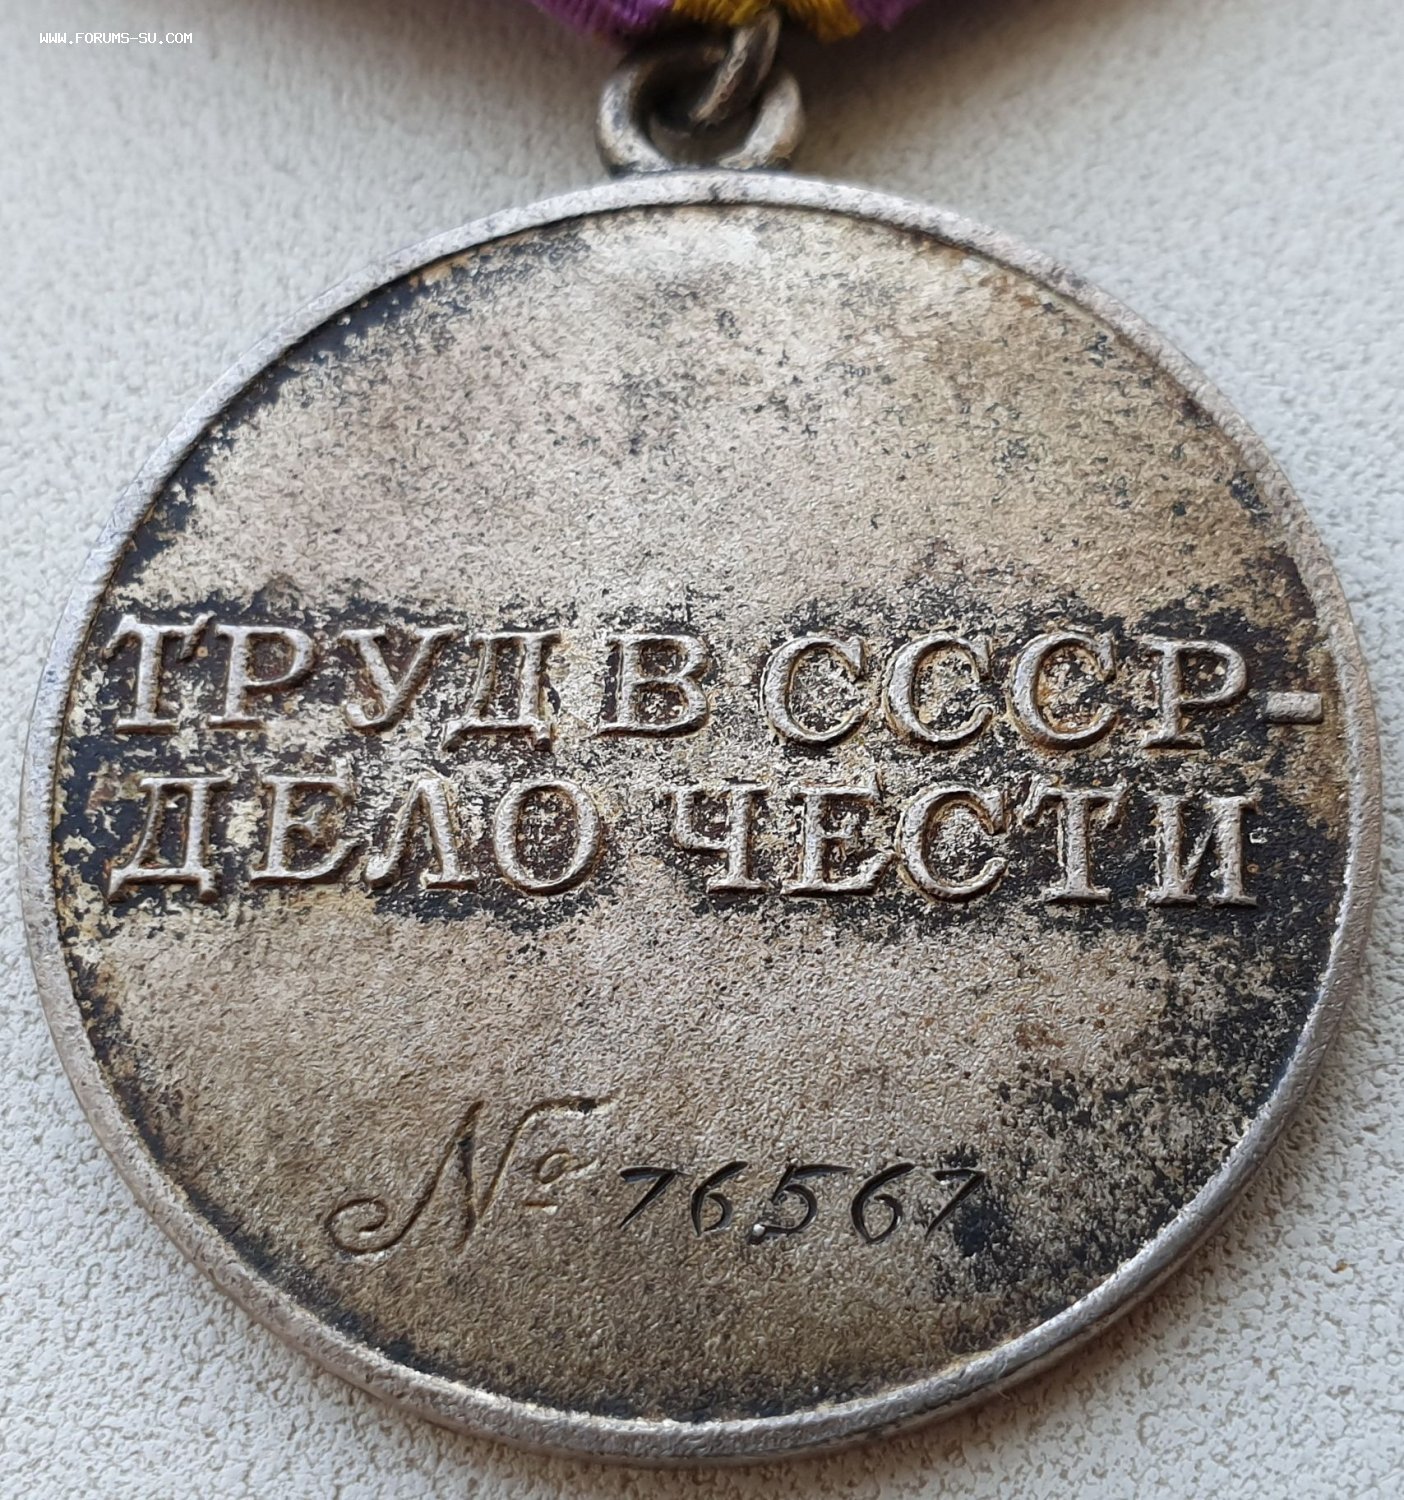 WWW.FORUMS-SU.COM
ТРУД В СССР-
ДЕЛО ЧЕСТИ
№ 76567